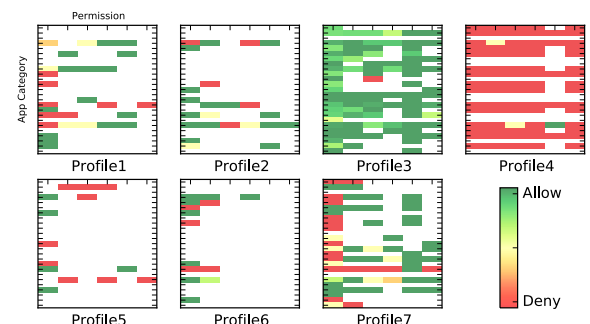 Permission
App Category
Profile1
Profile2
Profile3
Profile4
Profile5
Profile6
Profile7
Allow
Deny